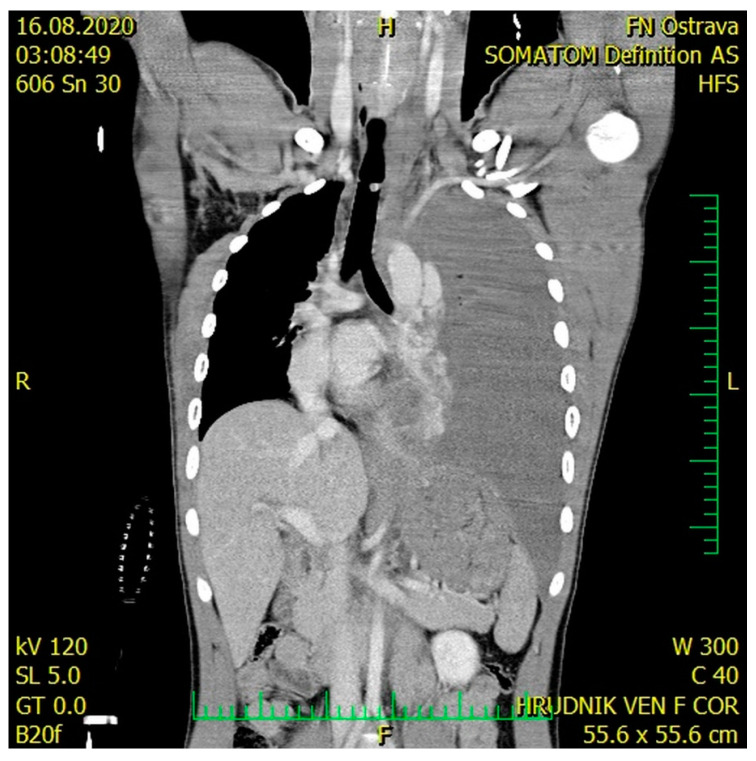 16.08.2020
03:08:49
606 Sn 30
H
FN Ostrava
SOMATOM Definition AS
HFS
R
L
kV 120
SL 5.0
GT 0.0
B20f
F
W 300
C 40
HRUDNIK VEN F COR
55.6 x 55.6 cm